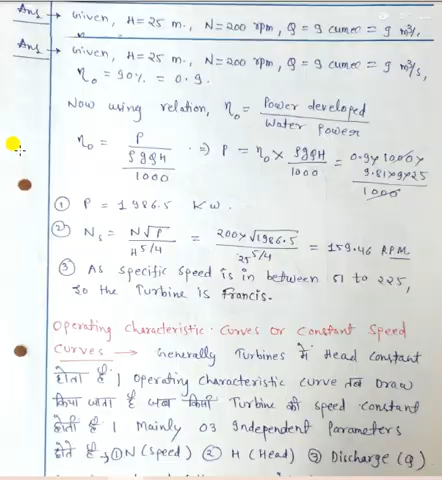 Ans → Given, H = 25 m., N = 200 rpm, Q = 9 cumec = 9 m³/s
Ans → Given, H = 25 m., N = 200 rpm, Q = 9 cumec = 9 m³/s,
η₀ = 90% = 0.9.
Now using relation, η₀ = Power developed / Water Power
η₀ = P / (ρgQH / 1000) ⇒ P = η₀ × ρgQH / 1000 = 0.9 × 1000 × 9.81×9×25 / 1000
① P = 1986.5 KW.
② Ns = N√P / H^5/4 = 200×√1986.5 / 25^5/4 = 159.46 RPM
③ As specific speed is in between 51 to 225,
so the Turbine is Francis.
Operating Characteristic Curves or Constant Speed
Curves → Generally Turbines में Head constant
होता है | Operating characteristic curve तब Draw
किया जाता है जब किसी Turbine की speed constant
होती है | Mainly 03 Independent Parameters
होते हैं → ① N (Speed) ② H (Head) ③ Discharge (Q)